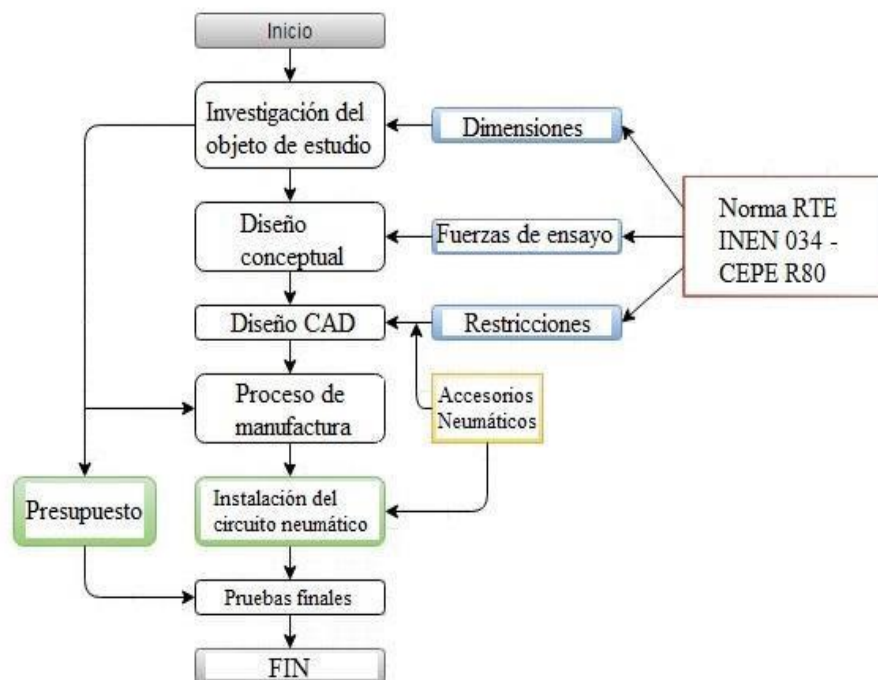 Inicio
Investigación del
objeto de estudio
Dimensiones
Norma RTE
INEN 034 -
CEPE R80
Diseño
conceptual
Fuerzas de ensayo
Diseño CAD
Restricciones
Proceso de
manufactura
Accesorios
Neumáticos
Presupuesto
Instalación del
circuito neumático
Pruebas finales
FIN